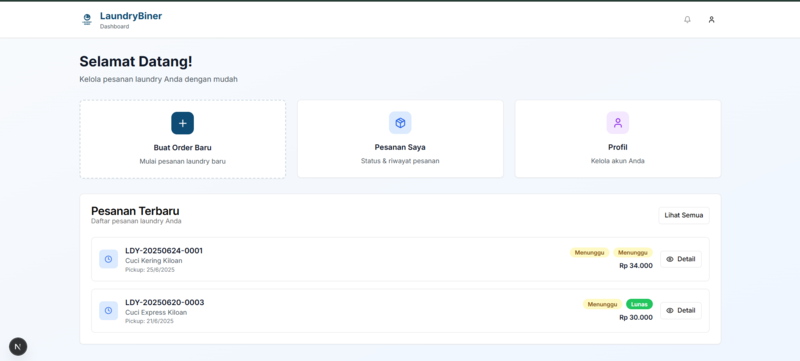 LaundryBiner
Dashboard
Selamat Datang!
Kelola pesanan laundry Anda dengan mudah
Buat Order Baru
Mulai pesanan laundry baru
Pesanan Saya
Status & riwayat pesanan
Profil
Kelola akun Anda
Pesanan Terbaru
Daftar pesanan laundry Anda
Lihat Semua
LDY-20250624-0001
Cuci Kering Kiloan
Pickup: 25/6/2025
Menunggu Menunggu
Rp 34.000
Detail
LDY-20250620-0003
Cuci Express Kiloan
Pickup: 21/6/2025
Menunggu Lunas
Rp 30.000
Detail
N